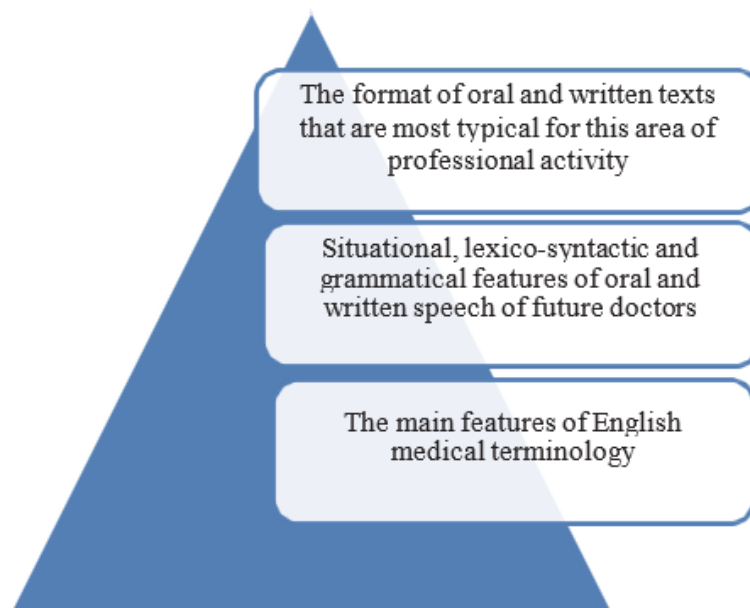 The format of oral and written texts
that are most typical for this area of
professional activity
Situational, lexico-syntactic and
grammatical features of oral and
written speech of future doctors
The main features of English
medical terminology